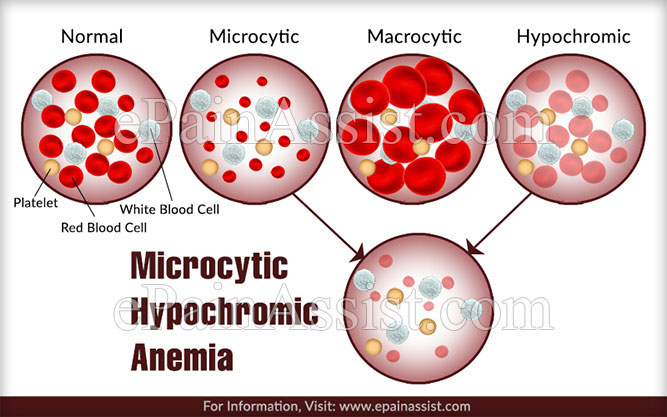 Normal
Microcytic
Macrocytic
Hypochromic
ePainAssist.com
Platelet
White Blood Cell
Red Blood Cell
Microcytic
Hypochromic
Anemia
ePainAssist.com
For Information, Visit: www.epainassist.com